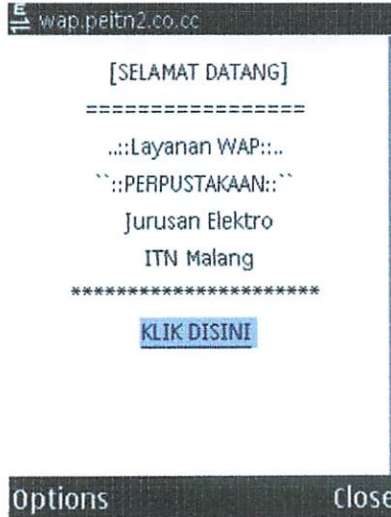 E
wap.peitn2.co.cc
[SELAMAT DATANG]
=================
..::Layanan WAP::..
``::PERPUSTAKAAN::``
Jurusan Elektro
ITN Malang
**********************
KLIK DISINI
Options Close